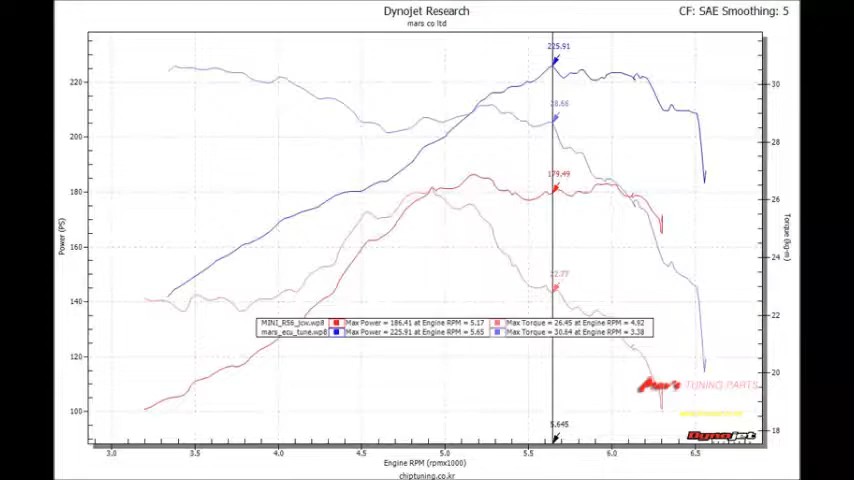 Dynojet Research
CF: SAE Smoothing: 5
mars co ltd
225.91
220
30
28.66
200
28
179.49
180
26
Power (PS)
Torque (kg-m)
160
24
22.77
140
22
MINI_R56_jcw.wp8 Max Power = 186.41 at Engine RPM = 5.17 Max Torque = 26.45 at Engine RPM = 4.92
mars_ecu_tune.wp8 Max Power = 225.91 at Engine RPM = 5.65 Max Torque = 30.64 at Engine RPM = 3.38
120
20
TUNING PARTS
100
5.645
Dynojet
18
3.0 3.5 4.0 4.5 5.0 5.5 6.0 6.5
Engine RPM (rpmx1000)
chiptuning.co.kr